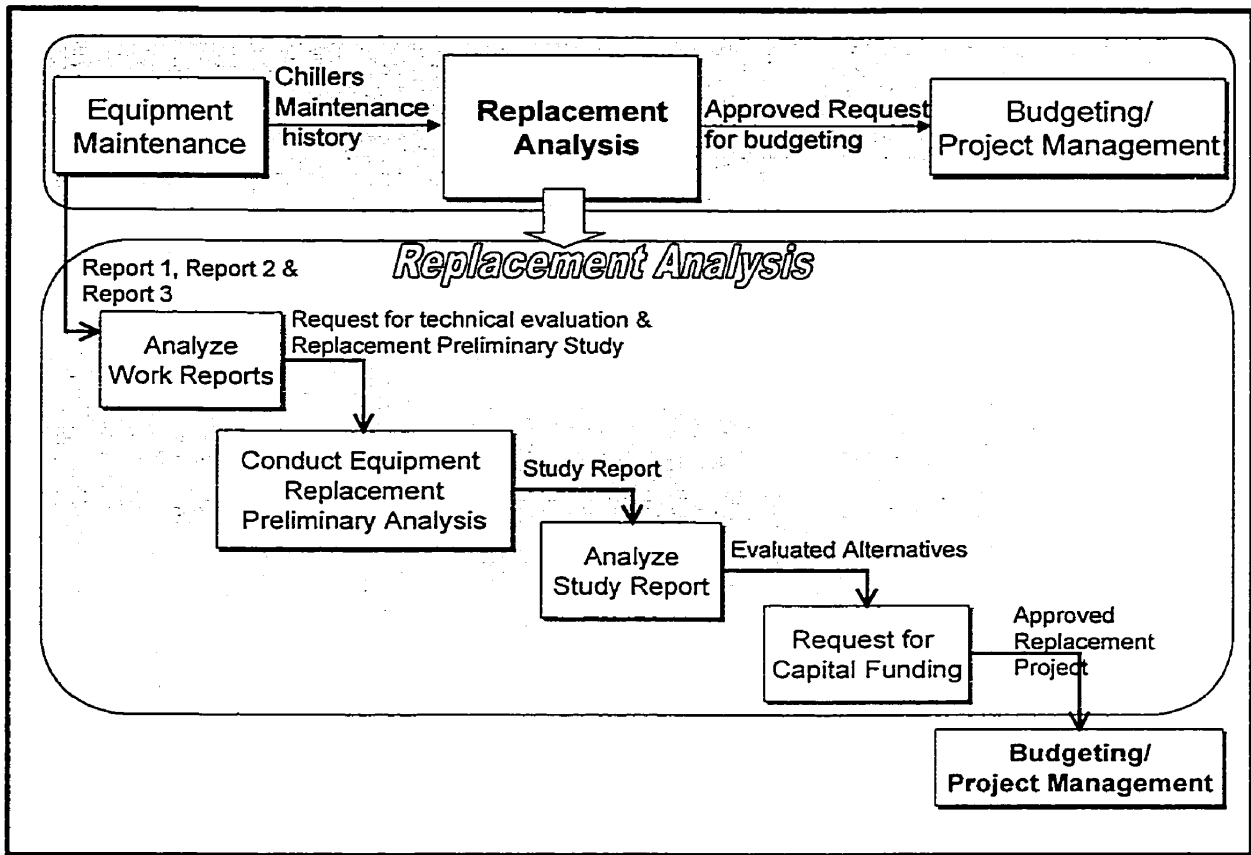 Equipment
Maintenance
Chillers
Maintenance
history
Replacement
Analysis
Approved Request
for budgeting
Budgeting/
Project Management
Replacement Analysis
Report 1, Report 2 &
Report 3
Analyze
Work Reports
Request for technical evaluation &
Replacement Preliminary Study
Conduct Equipment
Replacement
Preliminary Analysis
Study Report
Analyze
Study Report
Evaluated Alternatives
Request for
Capital Funding
Approved
Replacement
Project
Budgeting/
Project Management